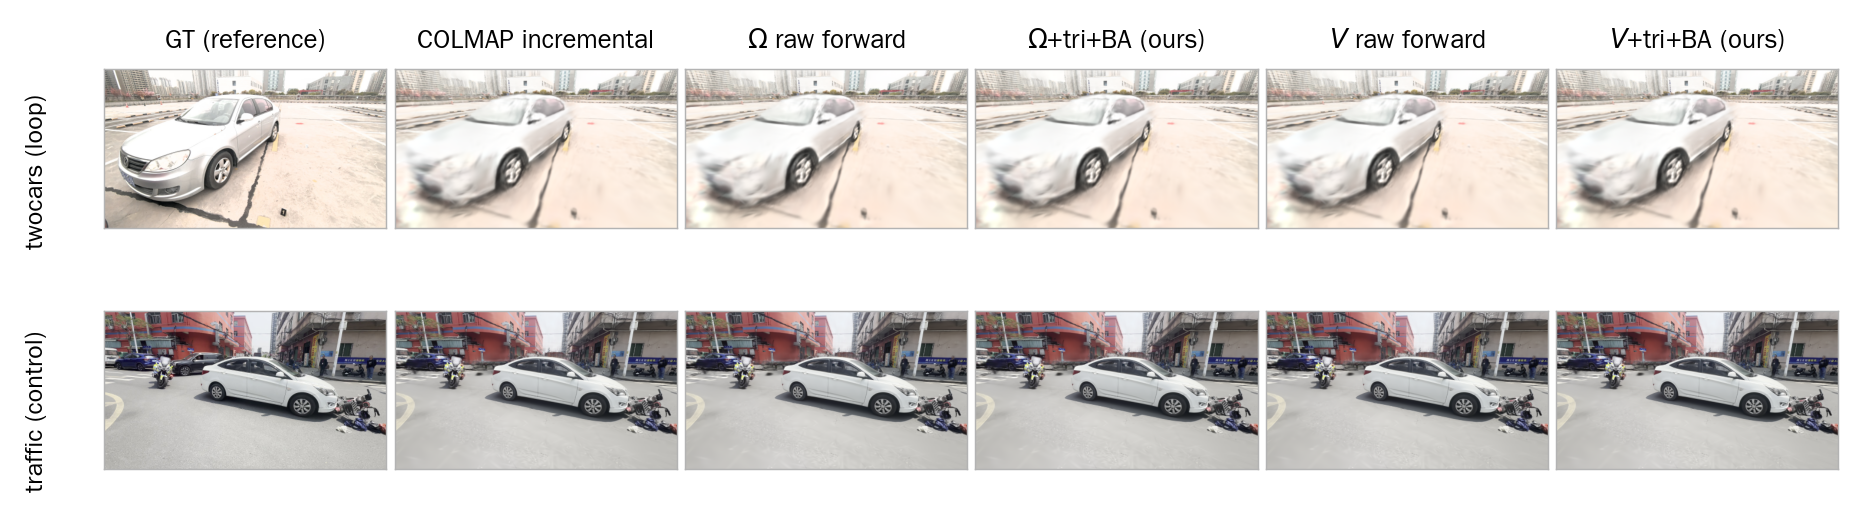 GT (reference)
COLMAP incremental
Ω raw forward
Ω+tri+BA (ours)
V raw forward
V+tri+BA (ours)
twocars (loop)
traffic (control)